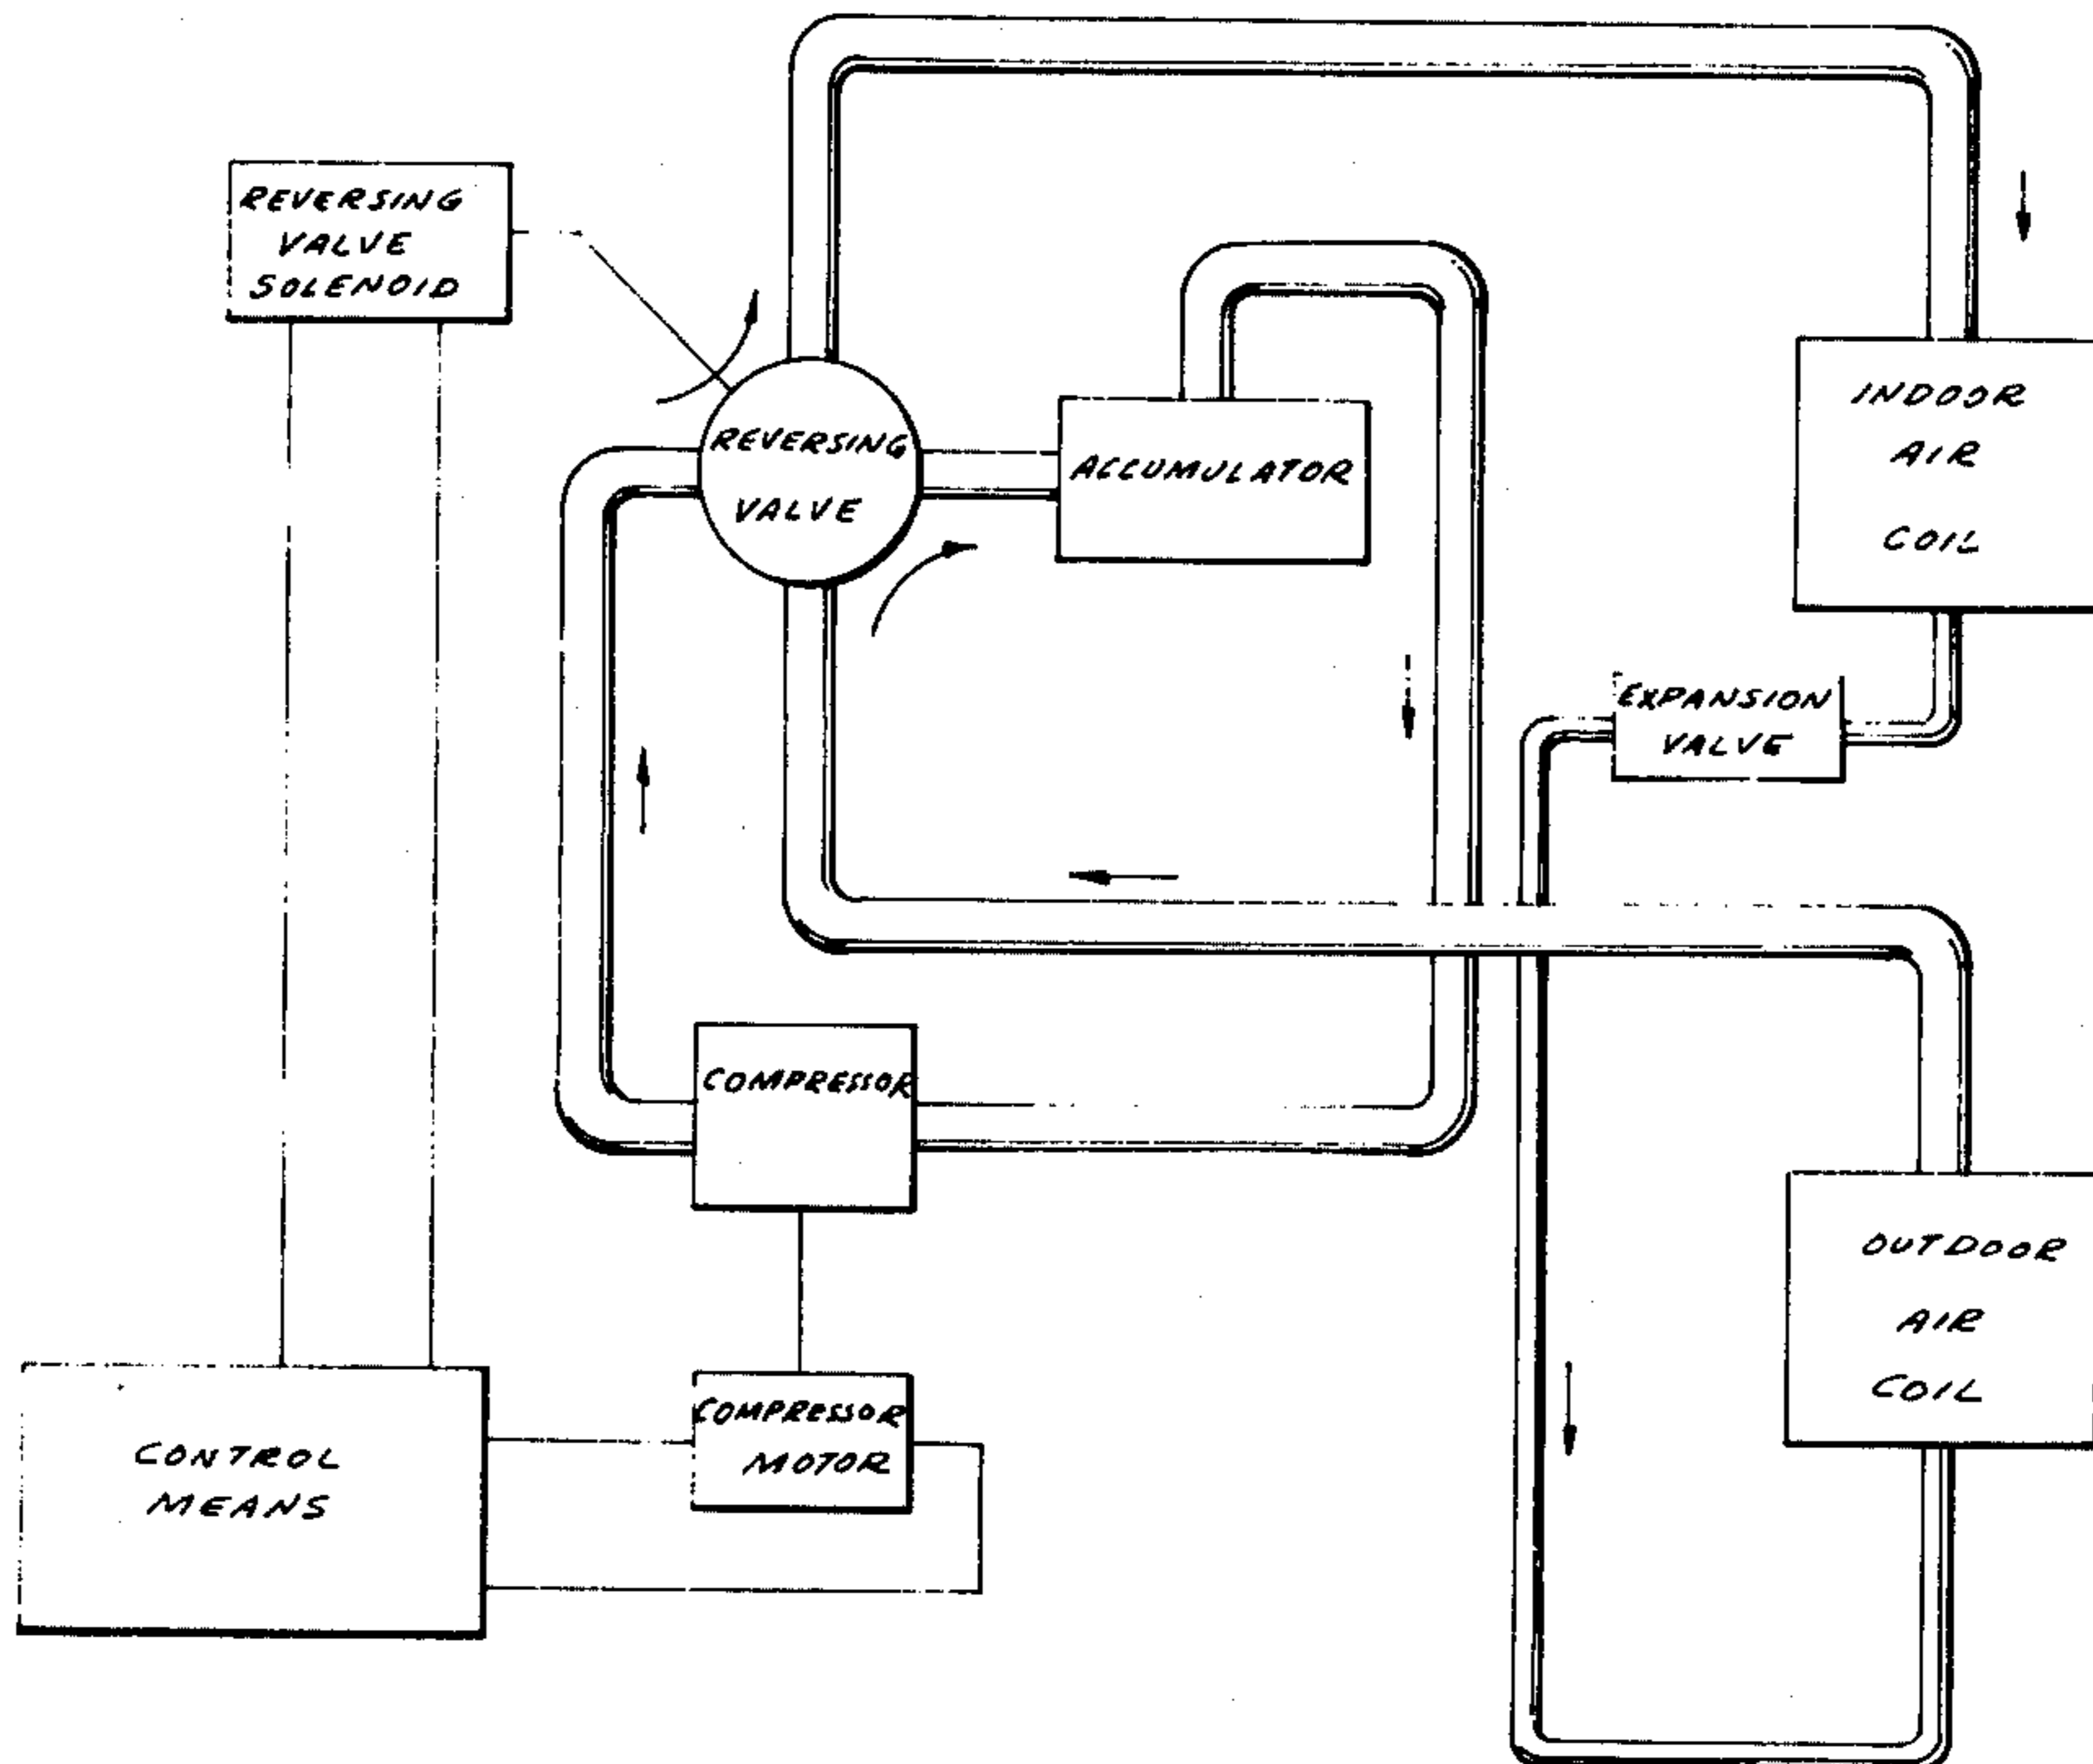 REVERSING
VALVE
SOLENOID
INDOOR
AIR
COIL
REVERSING
VALVE
ACCUMULATOR
EXPANSION
VALVE
COMPRESSOR
OUTDOOR
AIR
COIL
COMPRESSOR
MOTOR
CONTROL
MEANS